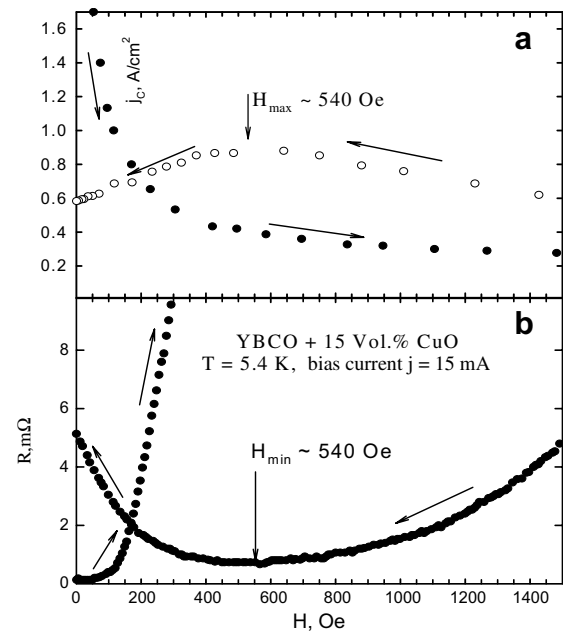 a
1.6
1.4
1.2
1.0
0.8
0.6
0.4
0.2
j_C, A/cm²
H_max ~ 540 Oe
b
YBCO + 15 Vol.% CuO
T = 5.4 K, bias current j = 15 mA
H_min ~ 540 Oe
R,mΩ
8
6
4
2
0
0 200 400 600 800 1000 1200 1400
H, Oe